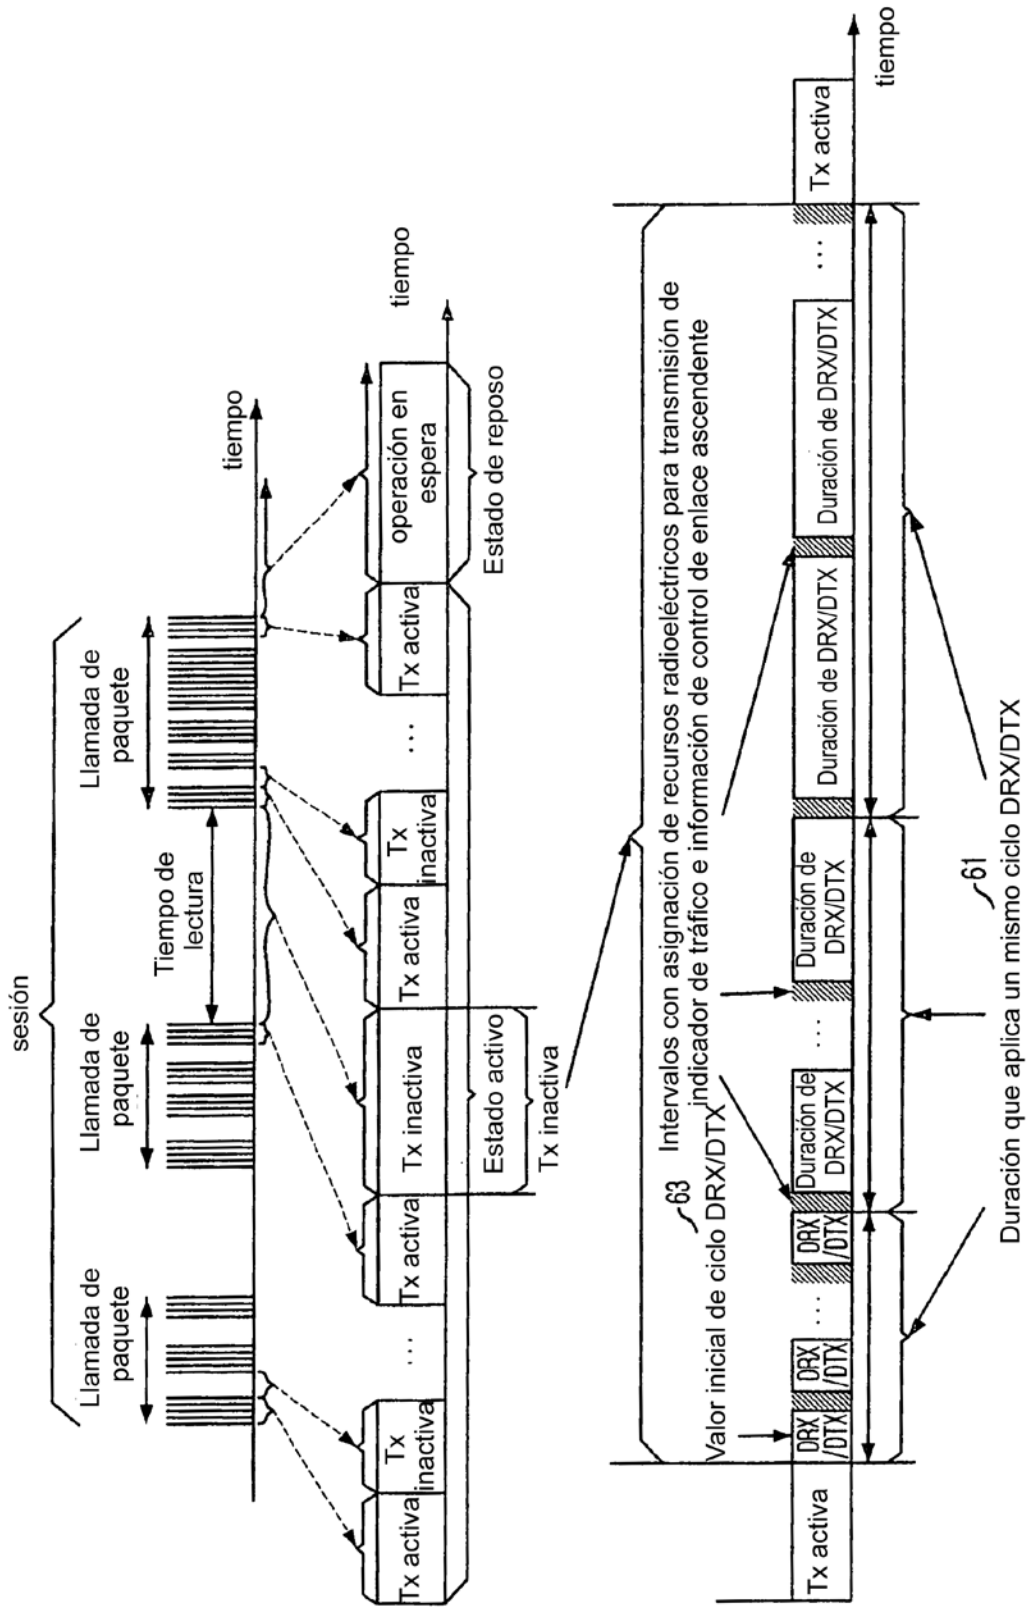 sesión
Llamada de
paquete
Llamada de
paquete
Tiempo de
lectura
Llamada de
paquete
tiempo
Tx activa
Tx
inactiva
...
Tx activa
Tx inactiva
Tx activa
Tx
inactiva
...
Tx activa
operación en
espera
tiempo
Estado activo
Estado de reposo
Tx inactiva
63
Valor inicial de ciclo DRX/DTX
Intervalos con asignación de recursos radioeléctricos para transmisión de
indicador de tráfico e información de control de enlace ascendente
Tx activa
DRX
/DTX
DRX
/DTX
...
DRX
/DTX
Duración de
DRX/DTX
...
Duración de
DRX/DTX
Duración de DRX/DTX
Duración de DRX/DTX
...
Tx activa
tiempo
61
Duración que aplica un mismo ciclo DRX/DTX